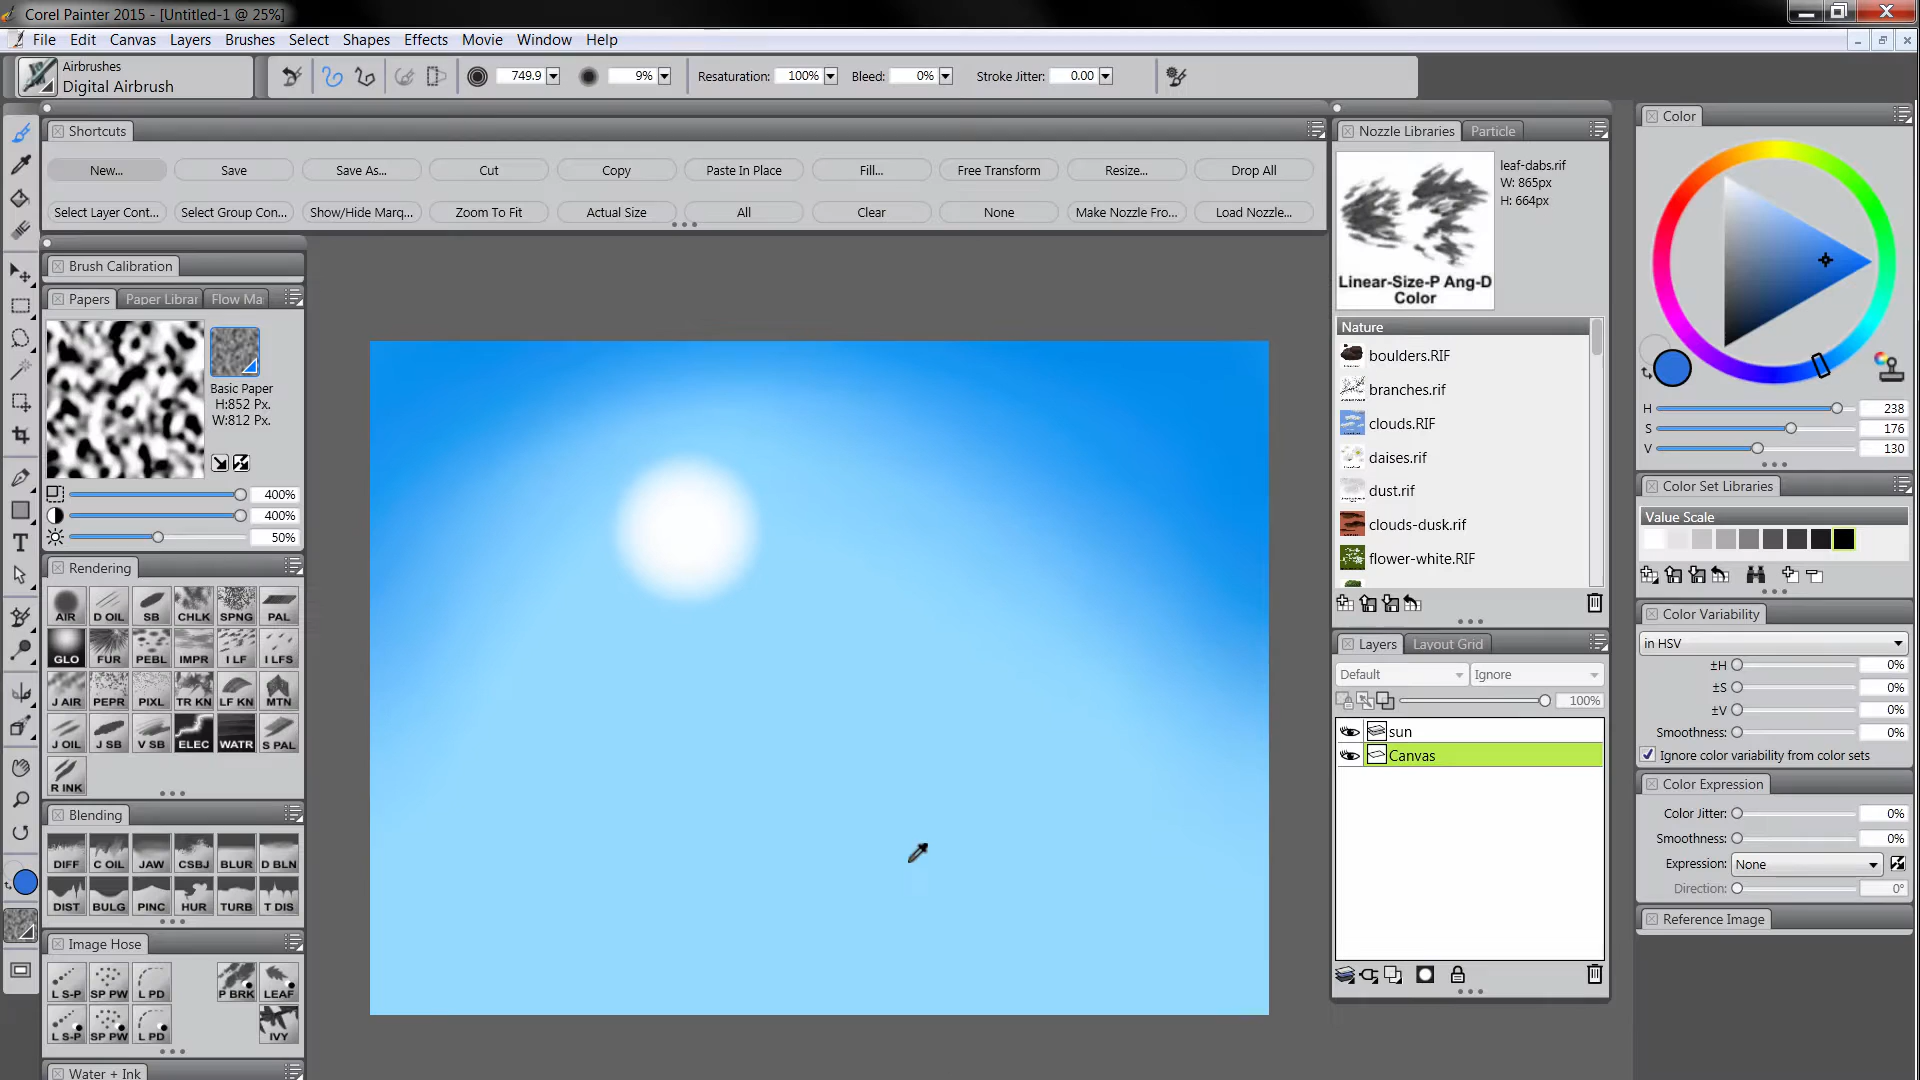 Corel Painter 2015 - [Untitled-1 @ 25%]
File Edit Canvas Layers Brushes Select Shapes Effects Movie Window Help
Airbrushes
Digital Airbrush
749.9 9% Resaturation: 100% Bleed: 0% Stroke Jitter: 0.00
Shortcuts
New... Save Save As... Cut Copy Paste In Place Fill... Free Transform Resize... Drop All
Select Layer Cont... Select Group Con... Show/Hide Marq... Zoom To Fit Actual Size All Clear None Make Nozzle Fro... Load Nozzle...
Brush Calibration
Papers Paper Librar Flow Ma
Basic Paper
H:852 Px.
W:812 Px.
400%
400%
50%
Rendering
AIR D OIL SB CHLK SPNG PAL
GLO FUR PEBL IMPR I LF I LFS
J AIR PEPR PIXL TR KN LF KN MTN
J OIL J SB V SB ELEC WATR S PAL
R INK
Blending
DIFF C OIL JAW CSBJ BLUR D BLN
DIST BULG PINC HUR TURB T DIS
Image Hose
L S-P SP PW L PD P BRK LEAF
L S-P SP PW L PD IVY
Water + Ink
Nozzle Libraries Particle
leaf-dabs.rif
W: 865px
H: 664px
Linear-Size-P Ang-D
Color
Nature
boulders.RIF
branches.rif
clouds.RIF
daises.rif
dust.rif
clouds-dusk.rif
flower-white.RIF
Layers Layout Grid
Default Ignore
100%
sun
Canvas
Color
H 238
S 176
V 130
Color Set Libraries
Value Scale
Color Variability
in HSV
±H 0%
±S 0%
±V 0%
Smoothness: 0%
Ignore color variability from color sets
Color Expression
Color Jitter: 0%
Smoothness: 0%
Expression: None
Direction: 0°
Reference Image